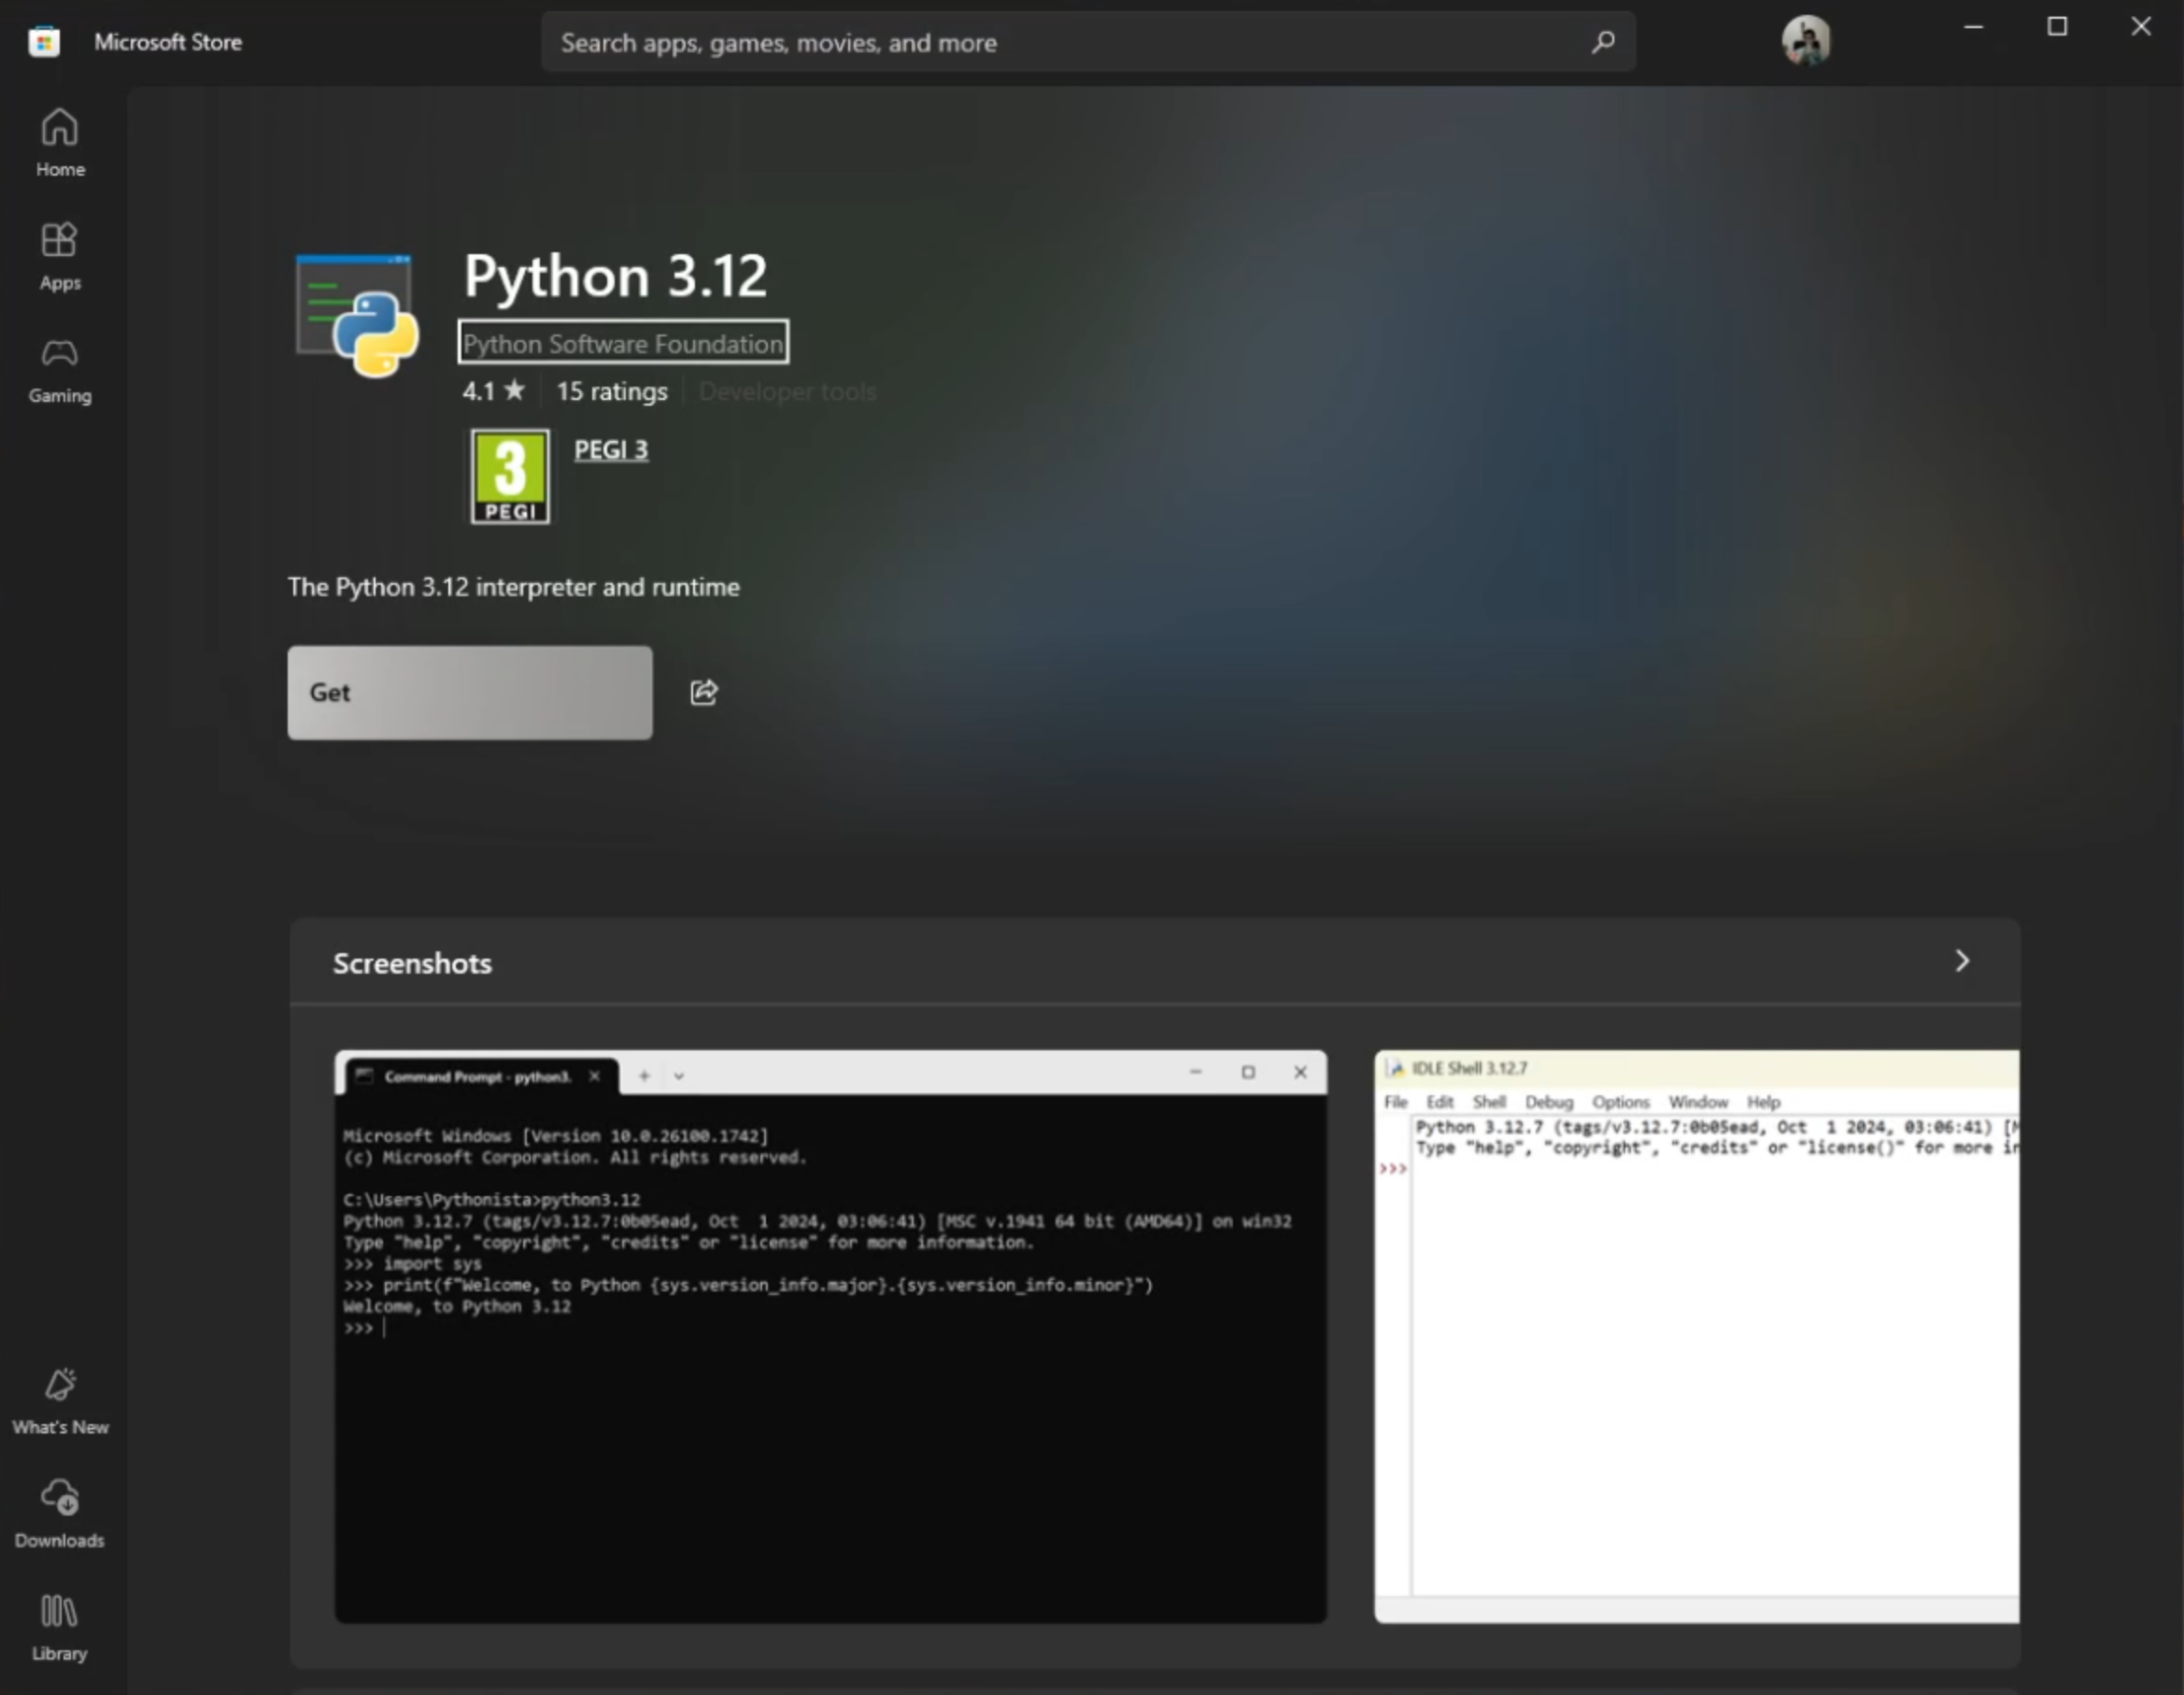 Microsoft Store
Search apps, games, movies, and more
Home
Apps
Gaming
Python 3.12
Python Software Foundation
4.1 ★ 15 ratings Developer tools
3
PEGI
PEGI 3
The Python 3.12 interpreter and runtime
Get
Screenshots
Command Prompt - python3.
Microsoft Windows [Version 10.0.26100.1742]
(c) Microsoft Corporation. All rights reserved.
C:\Users\Pythonista>python3.12
Python 3.12.7 (tags/v3.12.7:0b05ead, Oct  1 2024, 03:06:41) [MSC v.1941 64 bit (AMD64)] on win32
Type "help", "copyright", "credits" or "license" for more information.
>>> import sys
>>> print(f"Welcome, to Python {sys.version_info.major}.{sys.version_info.minor}")
Welcome, to Python 3.12
>>>
IDLE Shell 3.12.7
File Edit Shell Debug Options Window Help
Python 3.12.7 (tags/v3.12.7:0b05ead, Oct  1 2024, 03:06:41) [M
Type "help", "copyright", "credits" or "license()" for more in
>>>
What's New
Downloads
Library